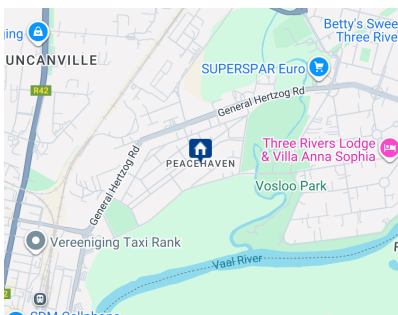 Betty's Swee
Three Rive
ging
UNCANVILLE
SUPERSPAR Euro
R42
General Hertzog Rd
Three Rivers Lodge
& Villa Anna Sophia
PEACEHAVEN
Vosloo Park
General Hertzog Rd
Vereeniging Taxi Rank
Vaal River